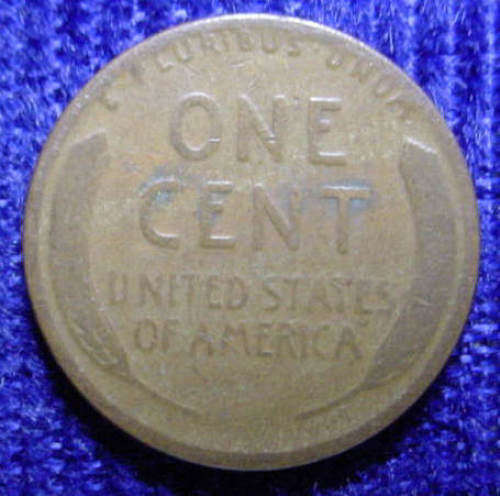 E PLURIBUS UNUM
ONE
CENT
UNITED STATES
OF AMERICA